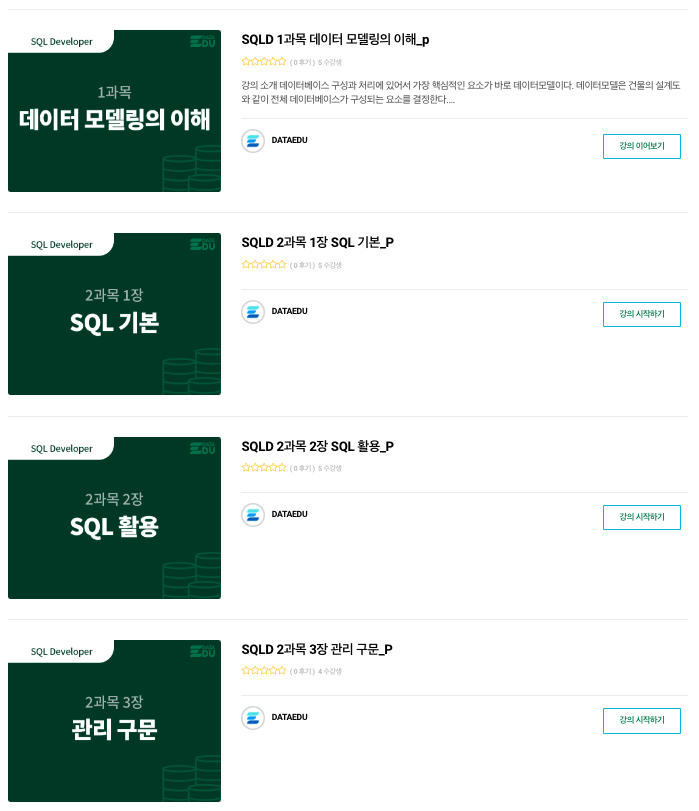 SQL Developer
EDU
1과목
데이터 모델링의 이해
SQLD 1과목 데이터 모델링의 이해_p
( 0 후기 ) 5 수강생
강의 소개 데이터베이스 구성과 처리에 있어서 가장 핵심적인 요소가 바로 데이터모델이다. 데이터모델은 건물의 설계도
와 같이 전체 데이터베이스가 구성되는 요소를 결정한다....
DATAEDU
강의 이어보기
SQL Developer
EDU
2과목 1장
SQL 기본
SQLD 2과목 1장 SQL 기본_P
( 0 후기 ) 5 수강생
DATAEDU
강의 시작하기
SQL Developer
EDU
2과목 2장
SQL 활용
SQLD 2과목 2장 SQL 활용_P
( 0 후기 ) 5 수강생
DATAEDU
강의 시작하기
SQL Developer
EDU
2과목 3장
관리 구문
SQLD 2과목 3장 관리 구문_P
( 0 후기 ) 4 수강생
DATAEDU
강의 시작하기